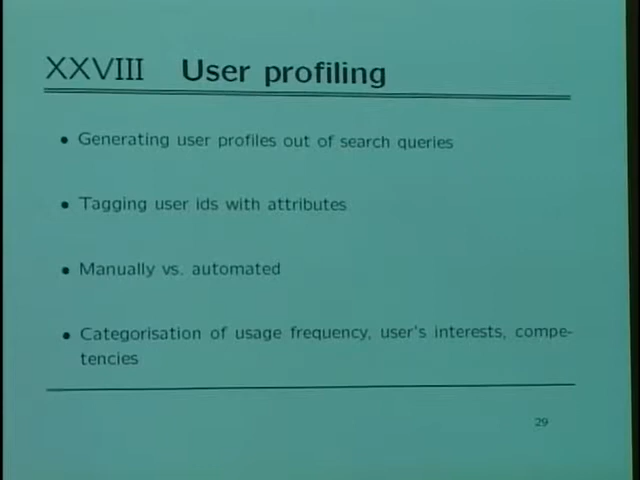 XXVIII User profiling
• Generating user profiles out of search queries
• Tagging user ids with attributes
• Manually vs. automated
• Categorisation of usage frequency, user's interests, compe-
tencies
29